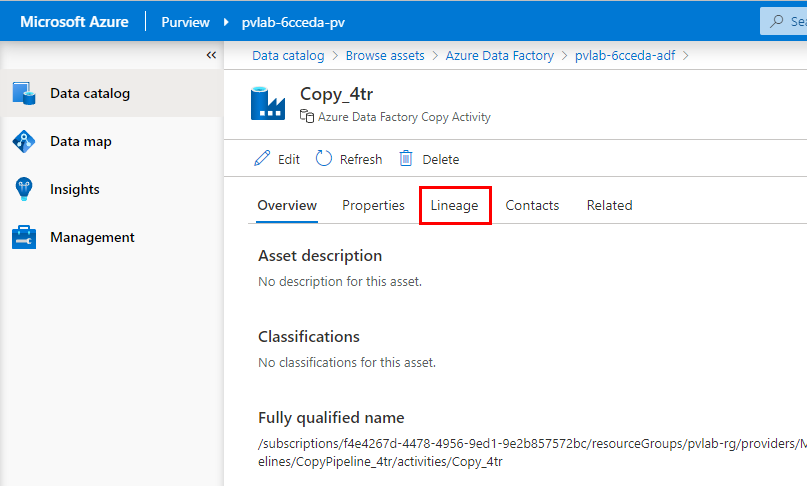 Microsoft Azure Purview pvlab-6cceda-pv
Data catalog > Browse assets > Azure Data Factory > pvlab-6cceda-adf >
Data catalog
Data map
Insights
Management
Copy_4tr
Azure Data Factory Copy Activity
Edit Refresh Delete
Overview Properties Lineage Contacts Related
Asset description
No description for this asset.
Classifications
No classifications for this asset.
Fully qualified name
/subscriptions/f4e4267d-4478-4956-9ed1-9e2b857572bc/resourceGroups/pvlab-rg/providers/
elines/CopyPipeline_4tr/activities/Copy_4tr